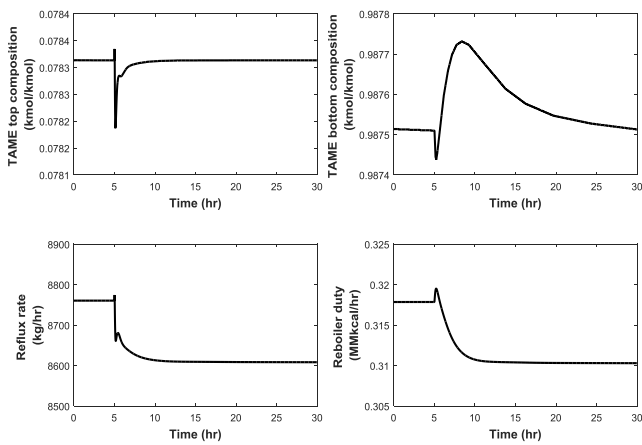 0.0784
0.0784
0.0783
0.0783
0.0782
0.0782
0.0781
TAME top composition
(kmol/kmol)
0 5 10 15 20 25 30
Time (hr)
0.9878
0.9877
0.9876
0.9875
0.9874
TAME bottom composition
(kmol/kmol)
0 5 10 15 20 25 30
Time (hr)
8900
8800
8700
8600
8500
Reflux rate
(kg/hr)
0 5 10 15 20 25 30
Time (hr)
0.325
0.32
0.315
0.31
0.305
Reboiler duty
(MMkcal/hr)
0 5 10 15 20 25 30
Time (hr)